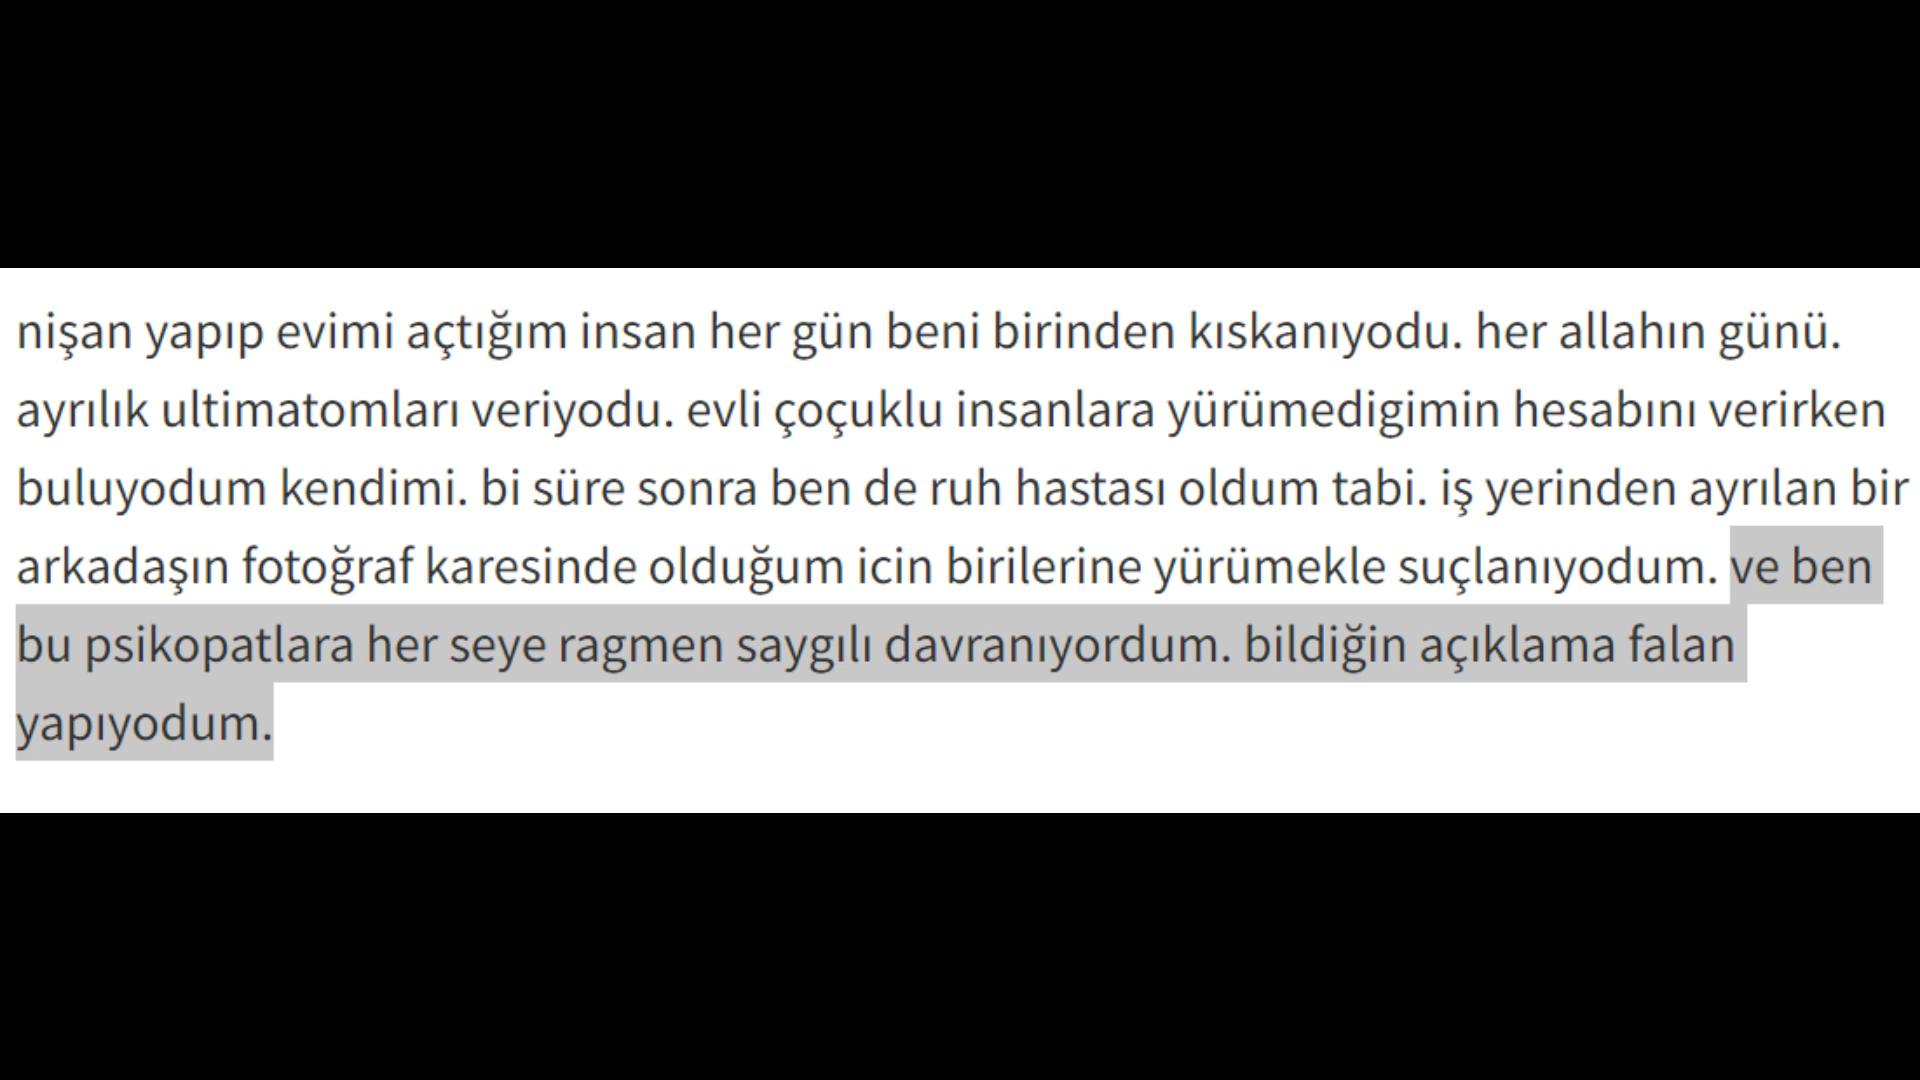 nişan yapıp evimi açtığım insan her gün beni birinden kıskanıyodu. her allahın günü.
ayrılık ultimatomları veriyodu. evli çoçuklu insanlara yürümedigimin hesabını verirken
buluyodum kendimi. bi süre sonra ben de ruh hastası oldum tabi. iş yerinden ayrılan bir
arkadaşın fotoğraf karesinde olduğum icin birilerine yürümekle suçlanıyodum. ve ben
bu psikopatlara her seye ragmen saygılı davranıyordum. bildiğin açıklama falan
yapıyodum.